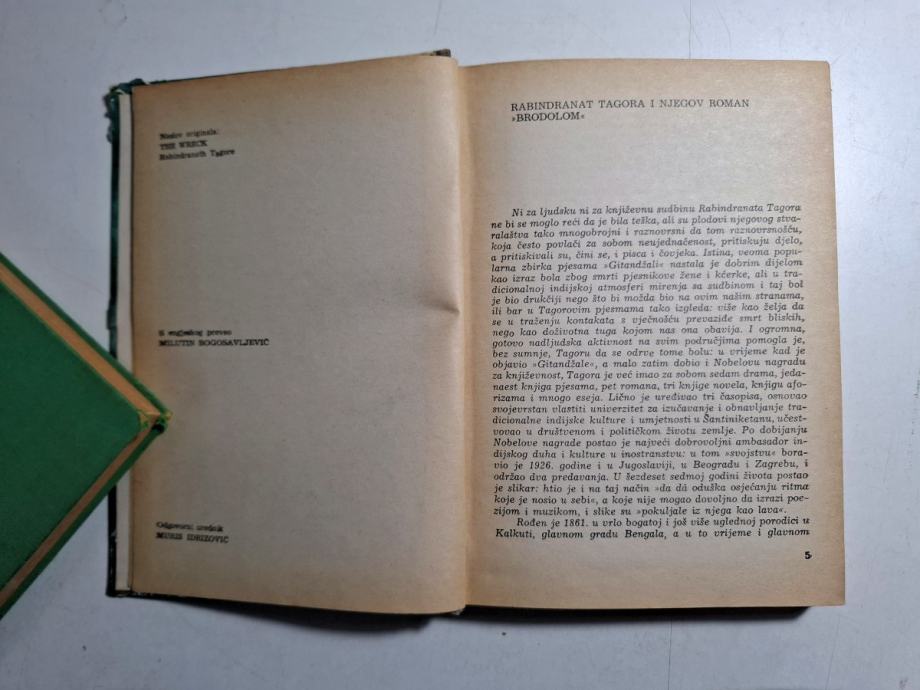 Naslov originala:
THE WRECK
Rabindranath Tagore
S engleskog preveo
MILUTIN BOGOSAVLJEVIĆ
Odgovorni urednik
MURIS IDRIZOVIĆ
RABINDRANAT TAGORA I NJEGOV ROMAN
»BRODOLOM«
Ni za ljudsku ni za književnu sudbinu Rabindranata Tagora
ne bi se moglo reći da je bila teška, ali su plodovi njegovog stva-
ralaštva tako mnogobrojni i raznovrsni da tom raznovrsnošću,
koja često povlači za sobom neujednačenost, pritiskuju djelo,
a pritiskivali su, čini se, i pisca i čovjeka. Istina, veoma popu-
larna zbirka pjesama »Gitandžali« nastala je dobrim dijelom
kao izraz bola zbog smrti pjesnikove žene i kćerke, ali u tra-
dicionalnoj indijskoj atmosferi mirenja sa sudbinom i taj bol
je bio drukčiji nego što bi možda bio na ovim našim stranama,
ili bar u Tagorovim pjesmama tako izgleda: više kao želja da
se u traženju kontakata s vječnošću prevaziđe smrt bliskih,
nego kao doživotna tuga kojom nas ona obavija. I ogromna,
gotovo nadljudska aktivnost na svim područjima pomogla je,
bez sumnje, Tagoru da se odrve tome bolu: u vrijeme kad je
objavio »Gitandžale«, a malo zatim dobio i Nobelovu nagradu
za književnost, Tagora je već imao za sobom sedam drama, jeda-
naest knjiga pjesama, pet romana, tri knjige novela, knjigu afo-
rizama i mnogo eseja. Lično je uređivao tri časopisa, osnovao
svojevrstan vlastiti univerzitet za izučavanje i obnavljanje tra-
dicionalne indijske kulture i umjetnosti u Šantiniketanu, učest-
vovao u društvenom i političkom životu zemlje. Po dobijanju
Nobelove nagrade postao je najveći dobrovoljni ambasador in-
dijskog duha i kulture u inostranstvu: u tom »svojstvu« bora-
vio je 1926. godine i u Jugoslaviji, u Beogradu i Zagrebu, i
održao dva predavanja. U šezdeset sedmoj godini života postao
je slikar: htio je i na taj način »da dâ oduška osjećanju ritma
koje je nosio u sebi«, a koje nije mogao dovoljno da izrazi poe-
zijom i muzikom, i slike su »pokuljale iz njega kao lava«.
Rođen je 1861. u vrlo bogatoj i još više uglednoj porodici u
Kalkuti, glavnom gradu Bengala, a u to vrijeme i glavnom
5